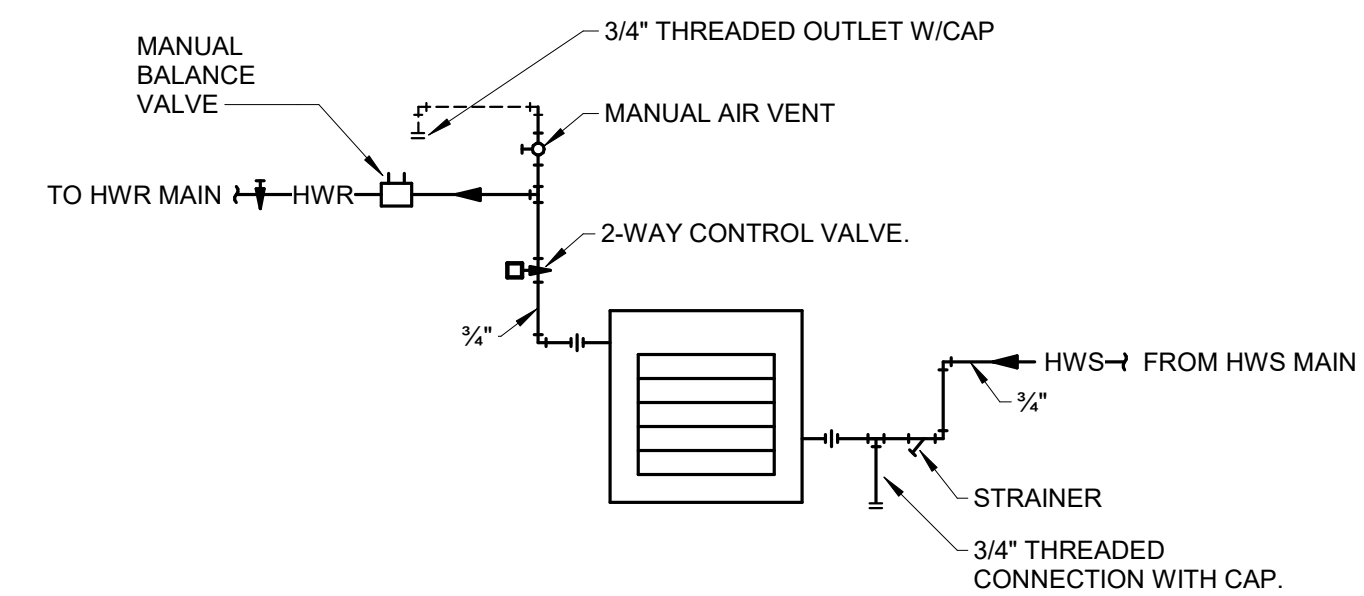 3/4" THREADED OUTLET W/CAP
MANUAL
BALANCE
VALVE
MANUAL AIR VENT
TO HWR MAIN
HWR
2-WAY CONTROL VALVE.
¾"
HWS
FROM HWS MAIN
¾"
STRAINER
3/4" THREADED
CONNECTION WITH CAP.